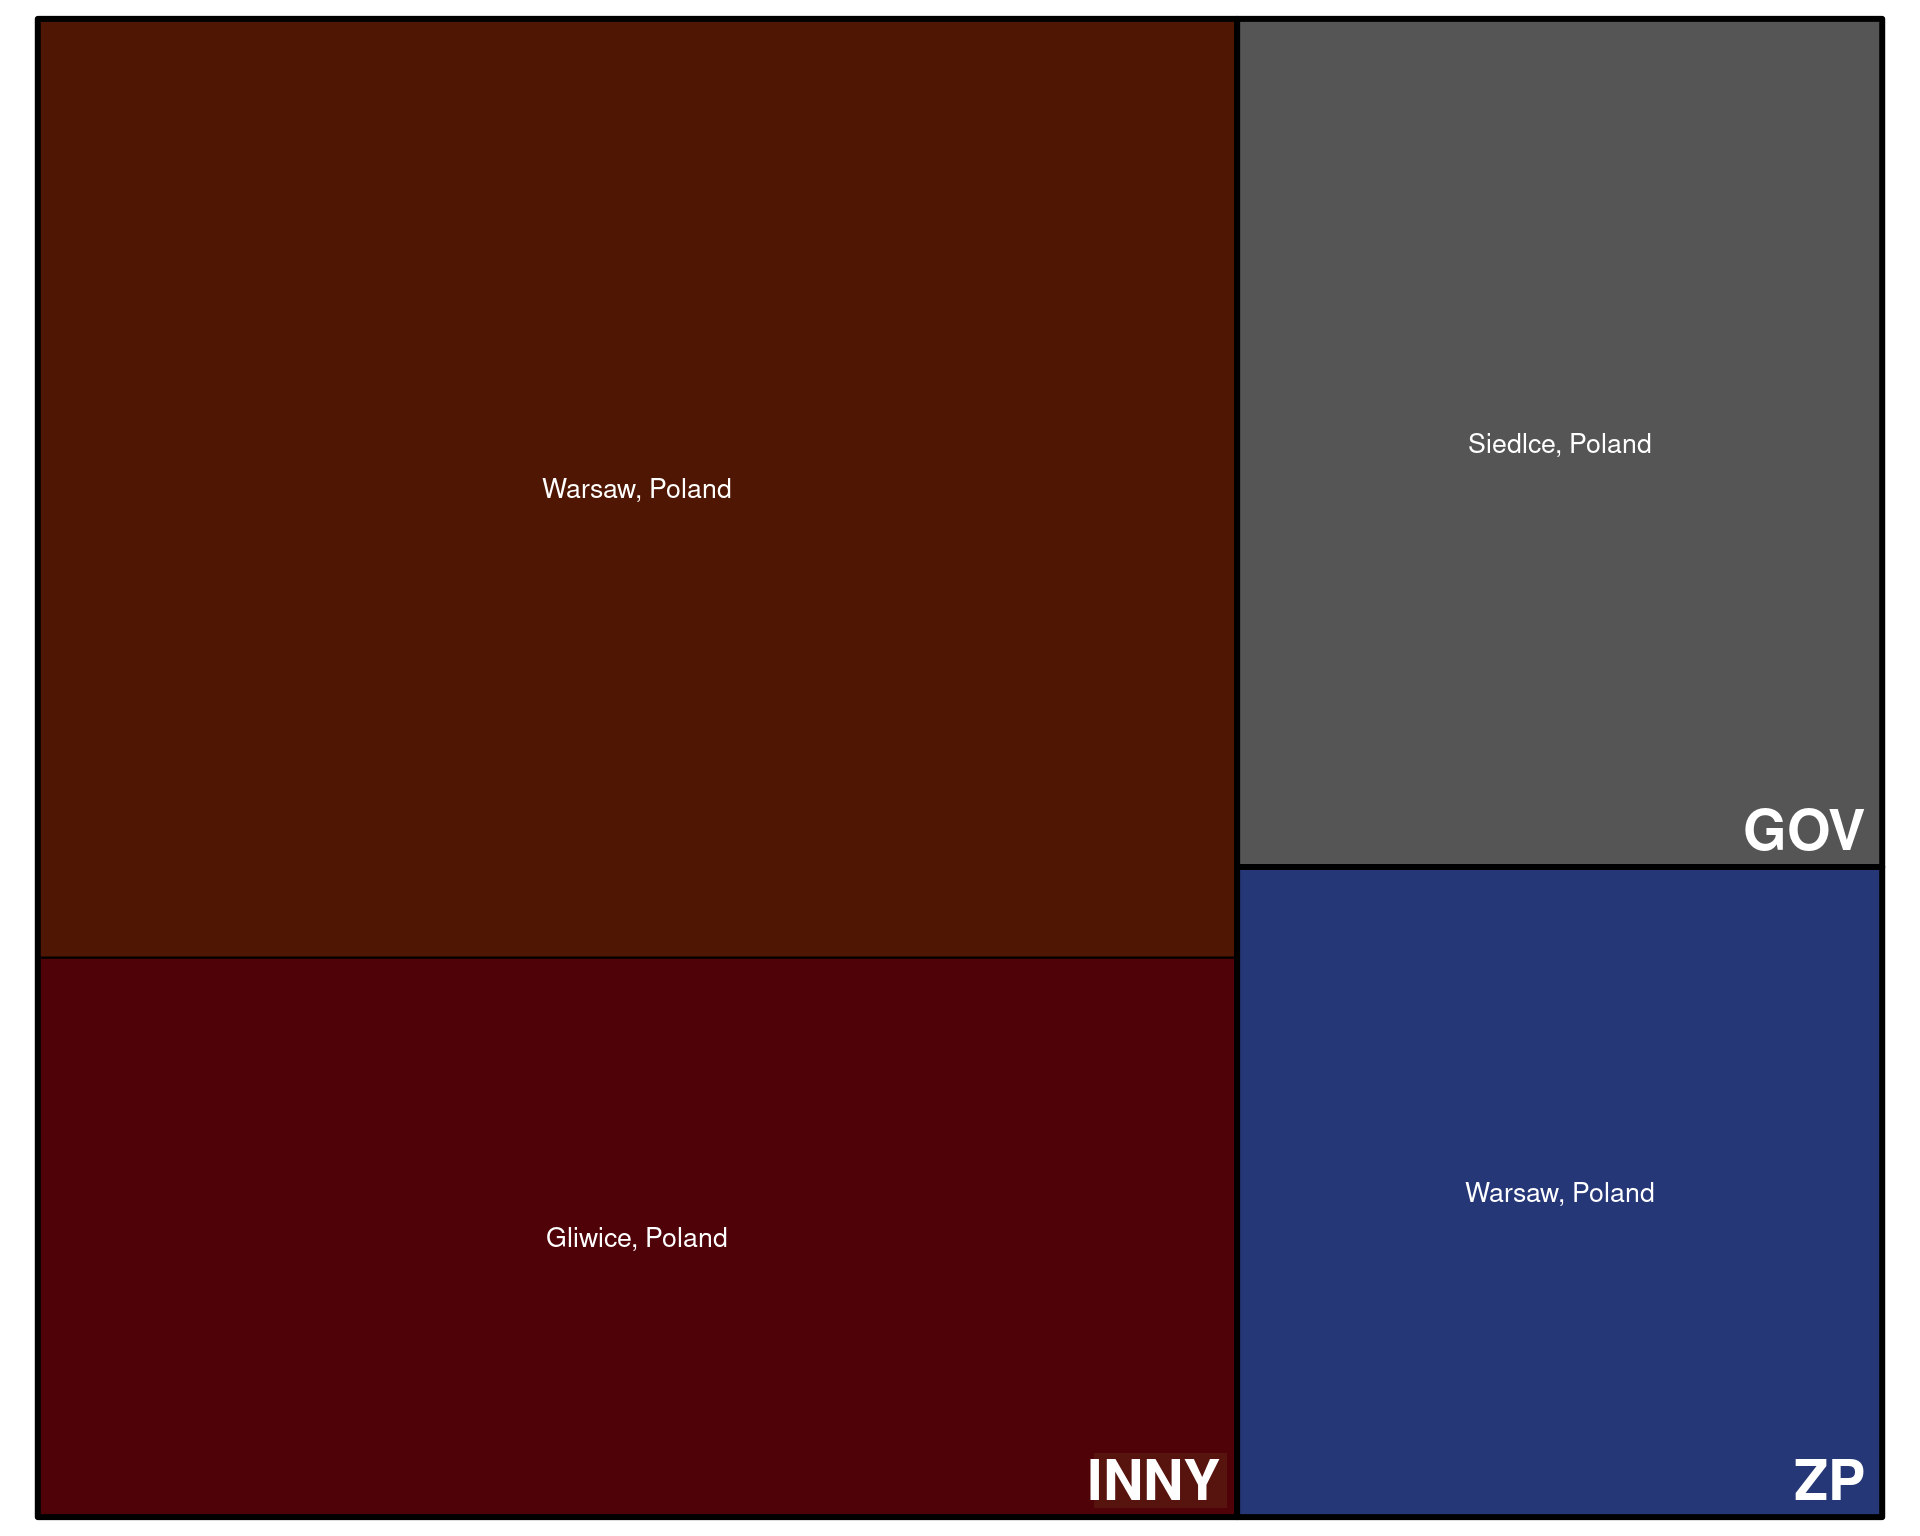 Warsaw, Poland
Gliwice, Poland
INNY
Siedlce, Poland
GOV
Warsaw, Poland
ZP